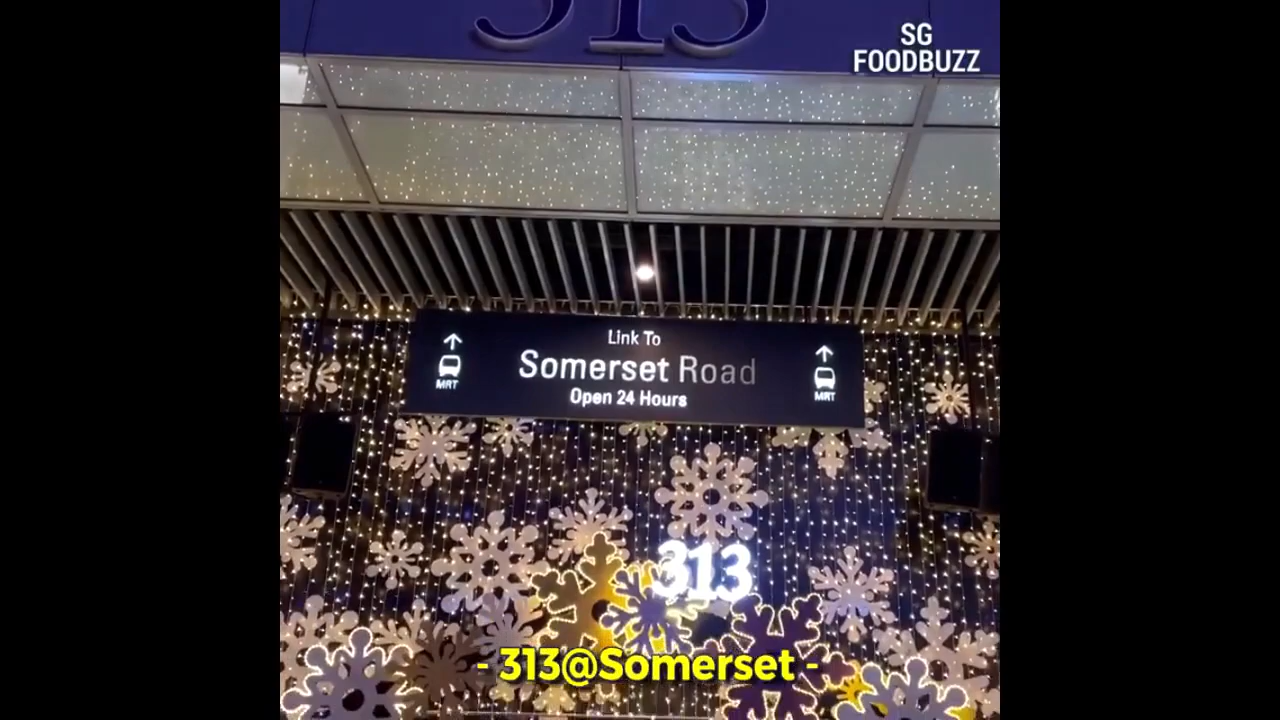 313
SG
FOODBUZZ
Link To
Somerset Road
Open 24 Hours
MRT
MRT
313
- 313@Somerset -